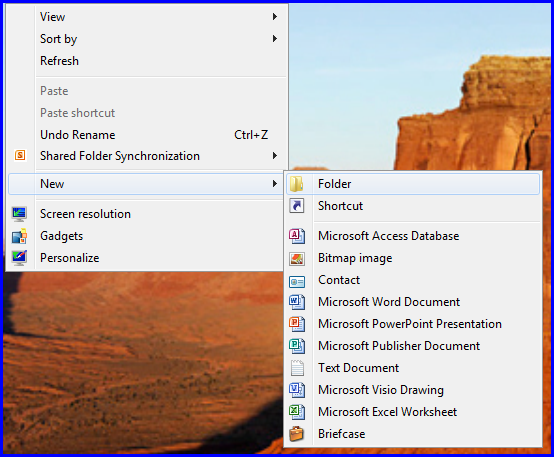 View
Sort by
Refresh
Paste
Paste shortcut
Undo Rename Ctrl+Z
Shared Folder Synchronization
New
Screen resolution
Gadgets
Personalize
Folder
Shortcut
Microsoft Access Database
Bitmap image
Contact
Microsoft Word Document
Microsoft PowerPoint Presentation
Microsoft Publisher Document
Text Document
Microsoft Visio Drawing
Microsoft Excel Worksheet
Briefcase